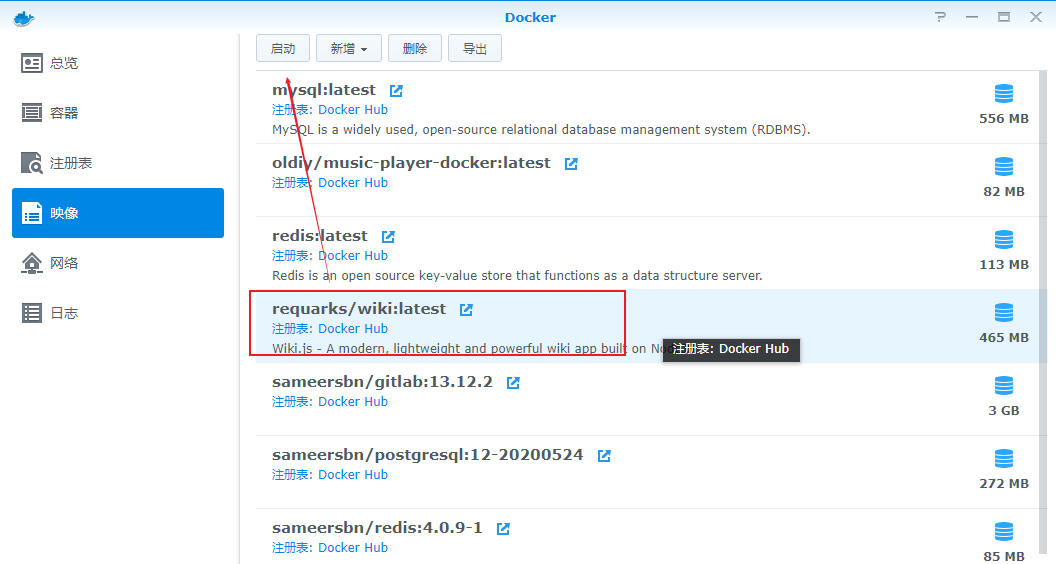 Docker
总览
容器
注册表
映像
网络
日志
启动 新增 删除 导出
mysql:latest
注册表: Docker Hub
MySQL is a widely used, open-source relational database management system (RDBMS).
556 MB
oldiy/music-player-docker:latest
注册表: Docker Hub
82 MB
redis:latest
注册表: Docker Hub
Redis is an open source key-value store that functions as a data structure server.
113 MB
requarks/wiki:latest
注册表: Docker Hub
Wiki.js - A modern, lightweight and powerful wiki app built on
注册表: Docker Hub
465 MB
sameersbn/gitlab:13.12.2
注册表: Docker Hub
3 GB
sameersbn/postgresql:12-20200524
注册表: Docker Hub
272 MB
sameersbn/redis:4.0.9-1
注册表: Docker Hub
85 MB